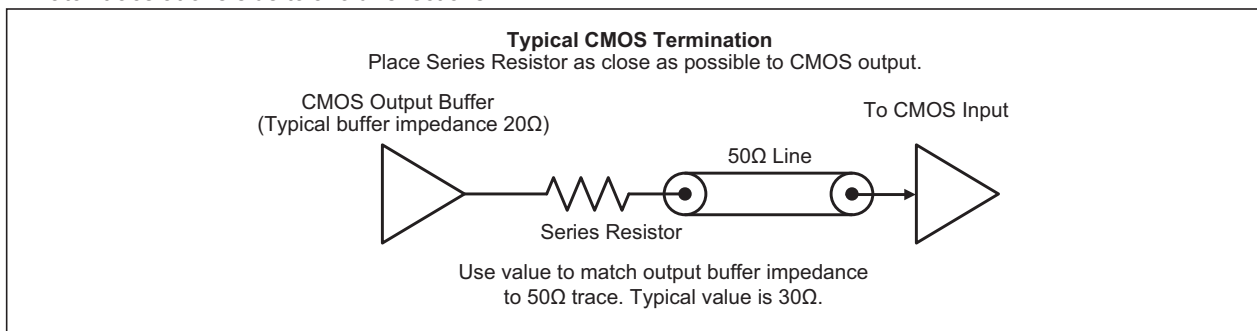 Typical CMOS Termination
Place Series Resistor as close as possible to CMOS output.
CMOS Output Buffer
(Typical buffer impedance 20Ω)
To CMOS Input
50Ω Line
Series Resistor
Use value to match output buffer impedance
to 50Ω trace. Typical value is 30Ω.